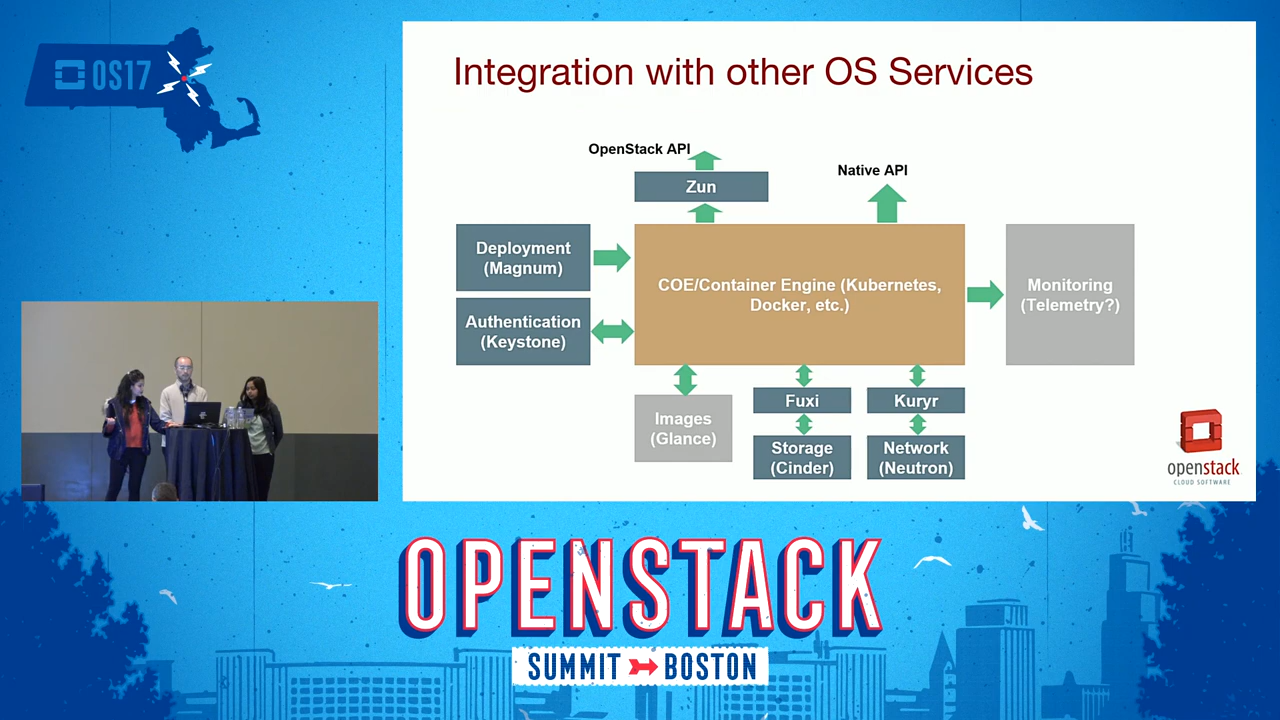 OS17
Integration with other OS Services
OpenStack API
Zun
Native API
Deployment
(Magnum)
COE/Container Engine (Kubernetes,
Docker, etc.)
Monitoring
(Telemetry?)
Authentication
(Keystone)
Images
(Glance)
Fuxi
Kuryr
Storage
(Cinder)
Network
(Neutron)
openstack
CLOUD SOFTWARE
OPENSTACK
SUMMIT BOSTON